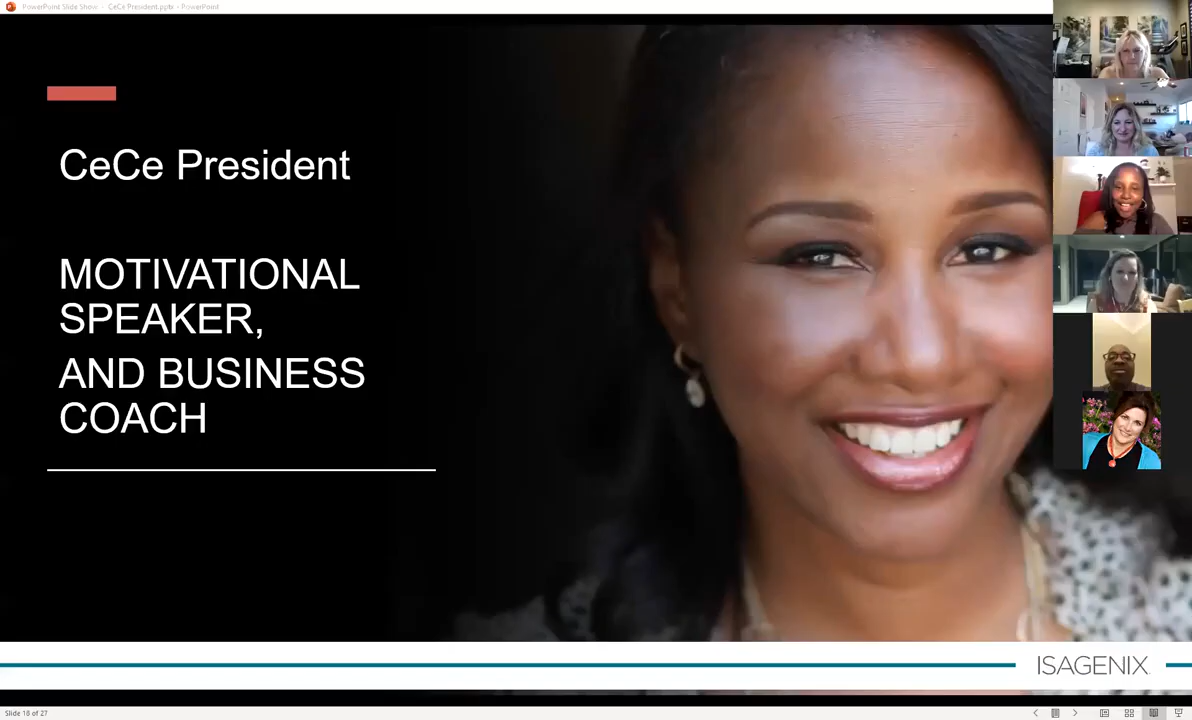 PowerPoint Slide Show - CeCe President.pptx - PowerPoint
CeCe President
MOTIVATIONAL
SPEAKER,
AND BUSINESS
COACH
ISAGENIX
Slide 18 of 27